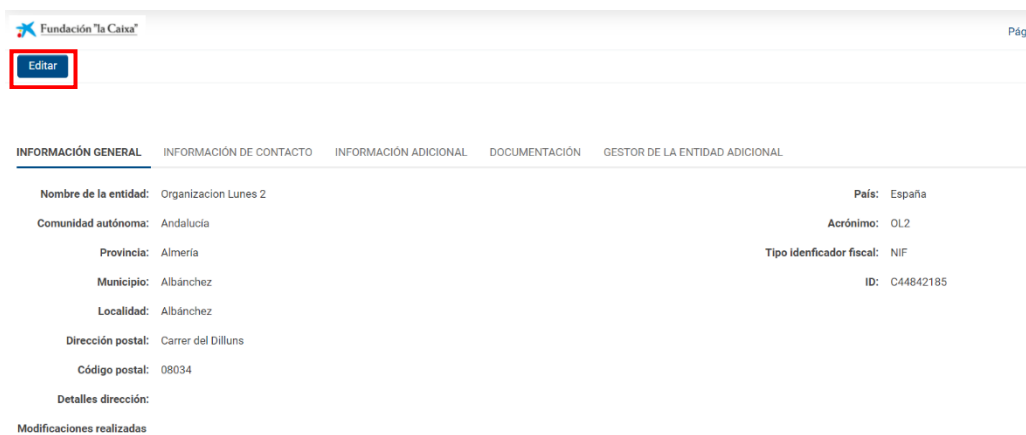 Fundación "la Caixa"
Pág
Editar
INFORMACIÓN GENERAL INFORMACIÓN DE CONTACTO INFORMACIÓN ADICIONAL DOCUMENTACIÓN GESTOR DE LA ENTIDAD ADICIONAL
Nombre de la entidad: Organizacion Lunes 2 País: España
Comunidad autónoma: Andalucía Acrónimo: OL2
Provincia: Almería Tipo idenficador fiscal: NIF
Municipio: Albánchez ID: C44842185
Localidad: Albánchez
Dirección postal: Carrer del Dilluns
Código postal: 08034
Detalles dirección:
Modificaciones realizadas